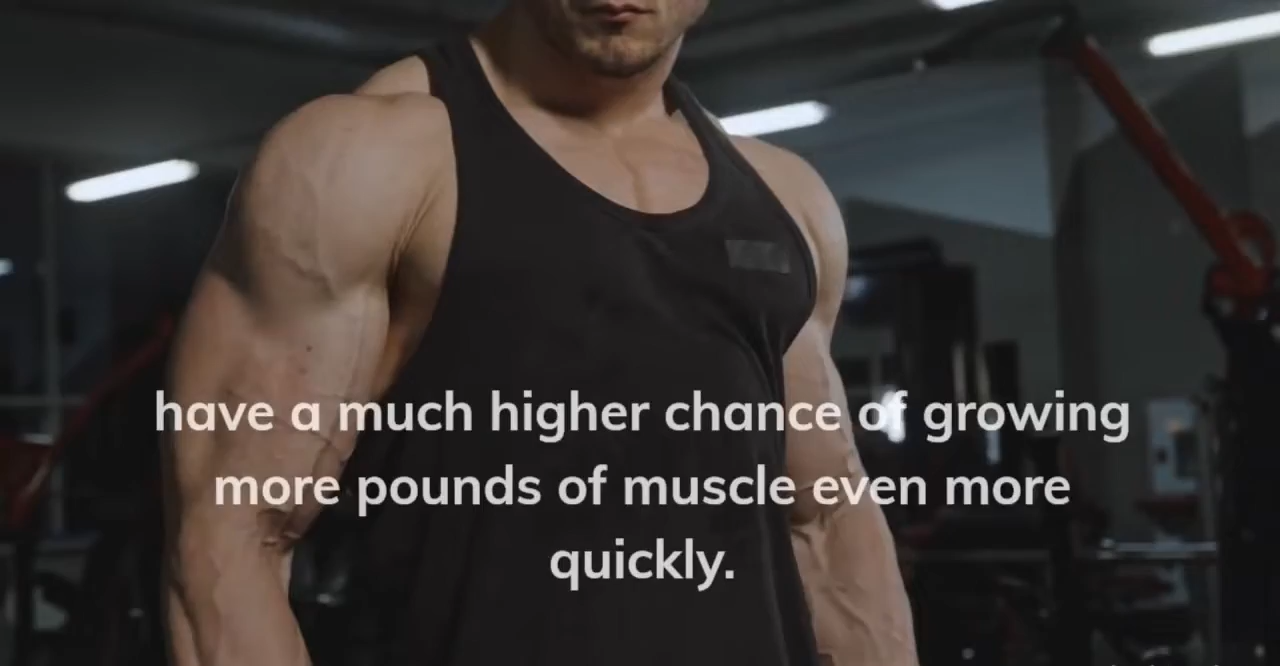 have a much higher chance of growing
more pounds of muscle even more
quickly.